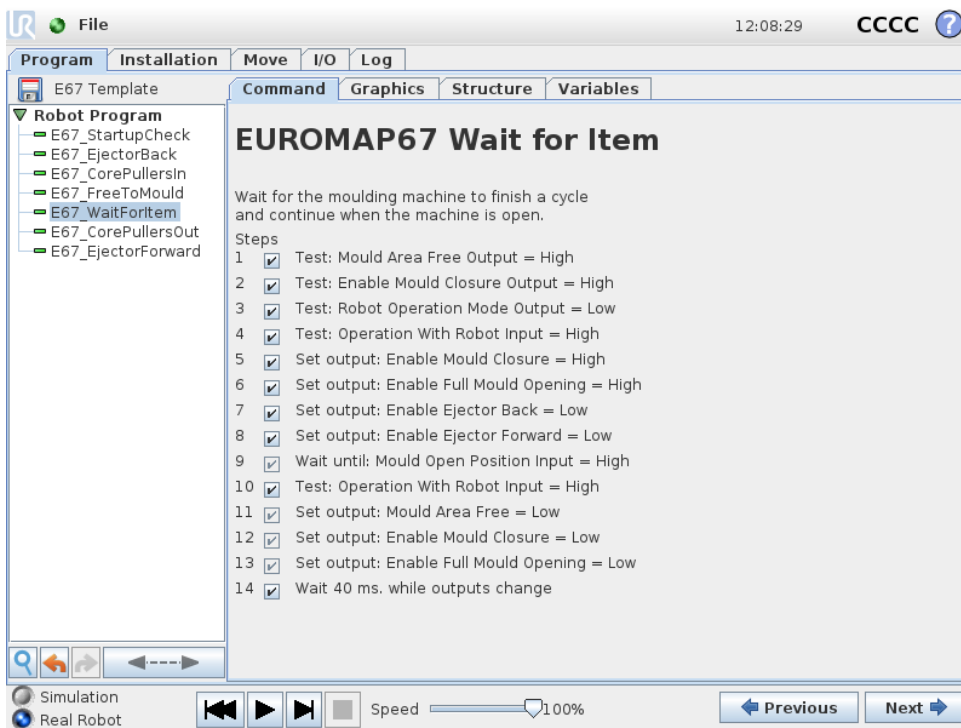 UR File 12:08:29 CCCC ?
Program Installation Move I/O Log
E67 Template Command Graphics Structure Variables
Robot Program
E67_StartupCheck
E67_EjectorBack
E67_CorePullersIn
E67_FreeToMould
E67_WaitForItem
E67_CorePullersOut
E67_EjectorForward
EUROMAP67 Wait for Item
Wait for the moulding machine to finish a cycle
and continue when the machine is open.
Steps
1 Test: Mould Area Free Output = High
2 Test: Enable Mould Closure Output = High
3 Test: Robot Operation Mode Output = Low
4 Test: Operation With Robot Input = High
5 Set output: Enable Mould Closure = High
6 Set output: Enable Full Mould Opening = High
7 Set output: Enable Ejector Back = Low
8 Set output: Enable Ejector Forward = Low
9 Wait until: Mould Open Position Input = High
10 Test: Operation With Robot Input = High
11 Set output: Mould Area Free = Low
12 Set output: Enable Mould Closure = Low
13 Set output: Enable Full Mould Opening = Low
14 Wait 40 ms. while outputs change
Simulation
Real Robot
Speed 100% Previous Next